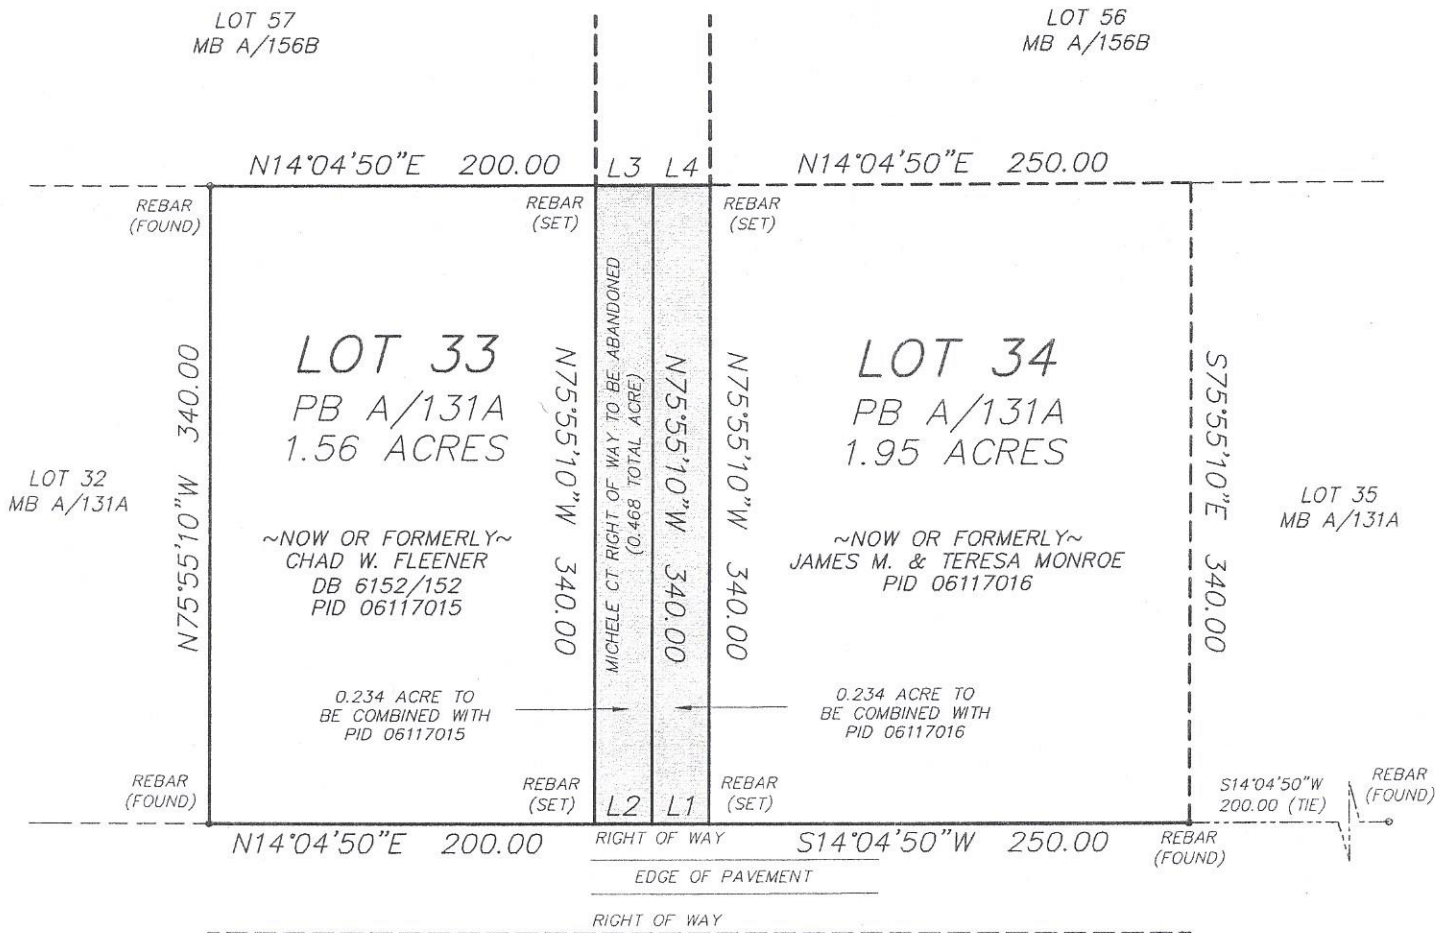 LOT 57
MB A/156B
LOT 56
MB A/156B
N14°04'50"E 200.00
L3 L4
N14°04'50"E 250.00
REBAR
(FOUND)
REBAR
(SET)
REBAR
(SET)
LOT 33
PB A/131A
1.56 ACRES
~NOW OR FORMERLY~
CHAD W. FLEENER
DB 6152/152
PID 06117015
LOT 34
PB A/131A
1.95 ACRES
~NOW OR FORMERLY~
JAMES M. & TERESA MONROE
PID 06117016
LOT 32
MB A/131A
N75°55'10"W 340.00
N75°55'10"W 340.00
MICHELE CT RIGHT OF WAY TO BE ABANDONED
(0.468 TOTAL ACRE)
N75°55'10"W 340.00
N75°55'10"W 340.00
S75°55'10"E 340.00
LOT 35
MB A/131A
0.234 ACRE TO
BE COMBINED WITH
PID 06117015
0.234 ACRE TO
BE COMBINED WITH
PID 06117016
REBAR
(FOUND)
REBAR
(SET)
L2 L1
REBAR
(SET)
S14°04'50"W
200.00 (TIE)
REBAR
(FOUND)
N14°04'50"E 200.00
RIGHT OF WAY
S14°04'50"W 250.00
REBAR
(FOUND)
EDGE OF PAVEMENT
RIGHT OF WAY